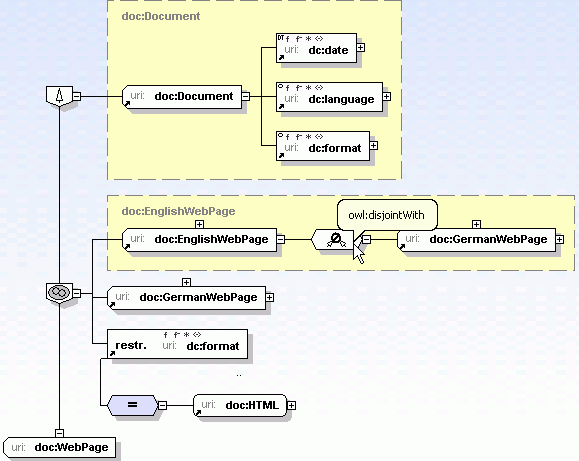 doc:Document
DT f f- * <>
uri: dc:date
uri: doc:Document
O f f- * <>
uri: dc:language
O f f- * <>
uri: dc:format
doc:EnglishWebPage
owl:disjointWith
uri: doc:EnglishWebPage
uri: doc:GermanWebPage
uri: doc:GermanWebPage
f f- * <>
restr. uri: dc:format
..
=
uri: doc:HTML
uri: doc:WebPage